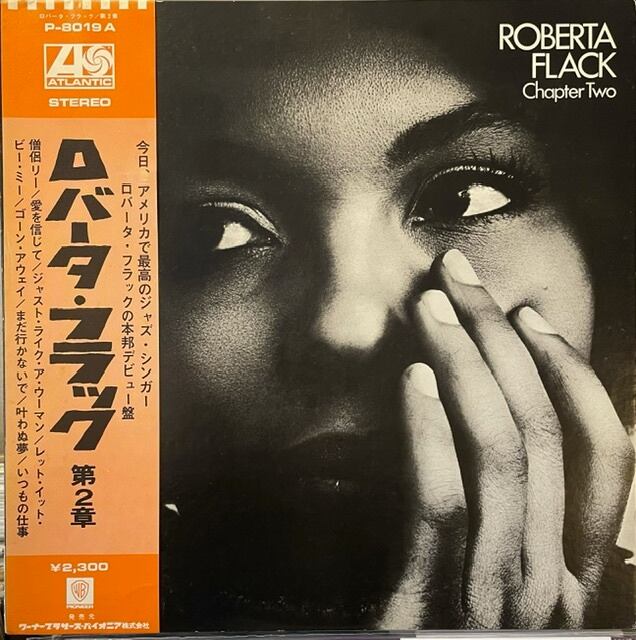 ロバータ・フラック/第2章
P-8019A
ATLANTIC
STEREO
今日、アメリカで最高のジャズ・シンガー
「ロバータ・フラックの本邦デビュー盤
ロバータ・フラック 第2章
僧侶リー/愛を信じて/ジャスト・ライク・ア・ウーマン/レット・イット・
ビー・ミー/ゴーン・アウェイ/まだ行かないで/叶わぬ夢/いつもの仕事
¥2,300
WB
PIONEER
発売元
ワーナーブラザーズ・パイオニア株式会社
ROBERTA
FLACK
Chapter Two